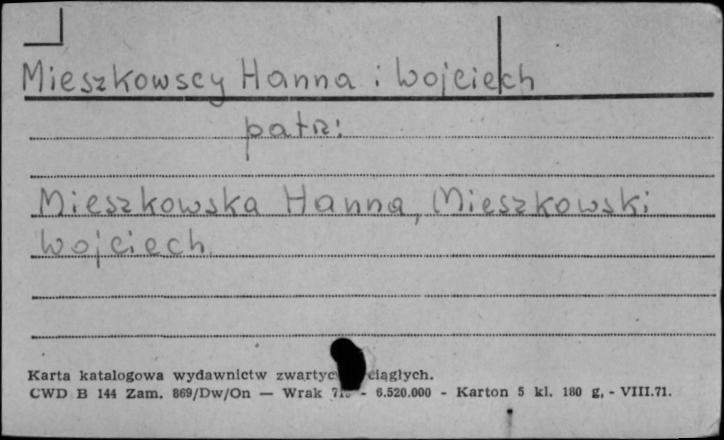 Mieszkowscy Hanna i Wojciech
patrz:
Mieszkowska Hanna, Mieszkowski
Wojciech.
Karta katalogowa wydawnictw ciągłych.
CWD B 144 Zam. 869/Dw/On — Wrak - 6.520.000 - Karton 5 kl. 180 g, - VIII.71.